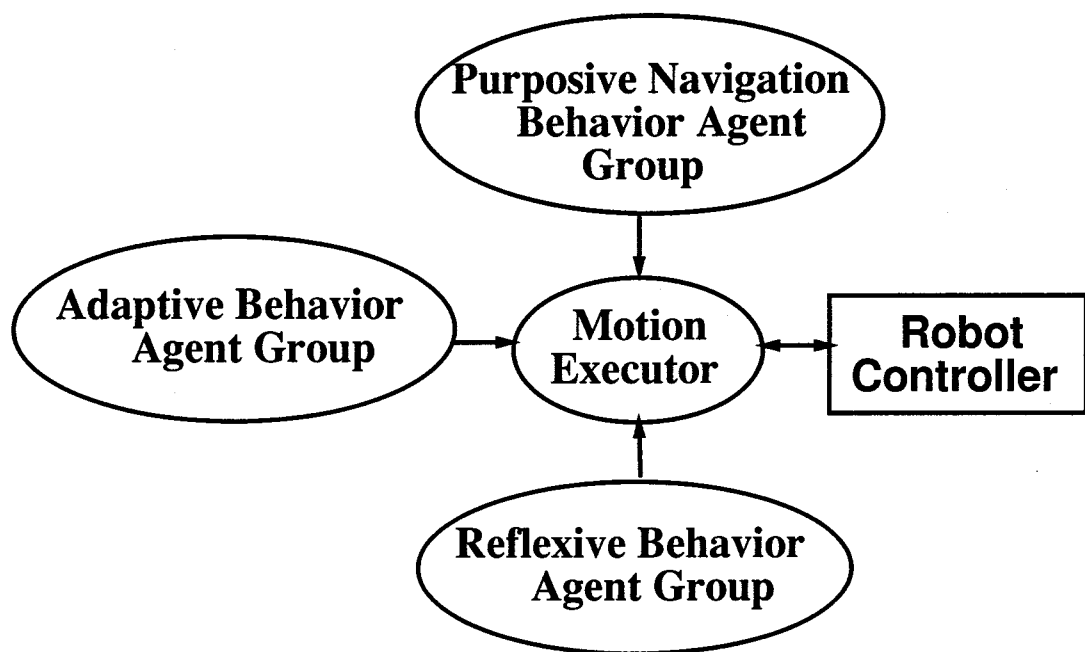 Purposive Navigation
Behavior Agent
Group
Adaptive Behavior
Agent Group
Motion
Executor
Robot
Controller
Reflexive Behavior
Agent Group